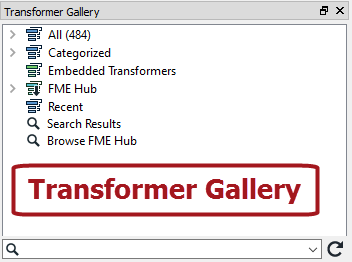 Transformer Gallery
All (484)
Categorized
Embedded Transformers
FME Hub
Recent
Search Results
Browse FME Hub
Transformer Gallery